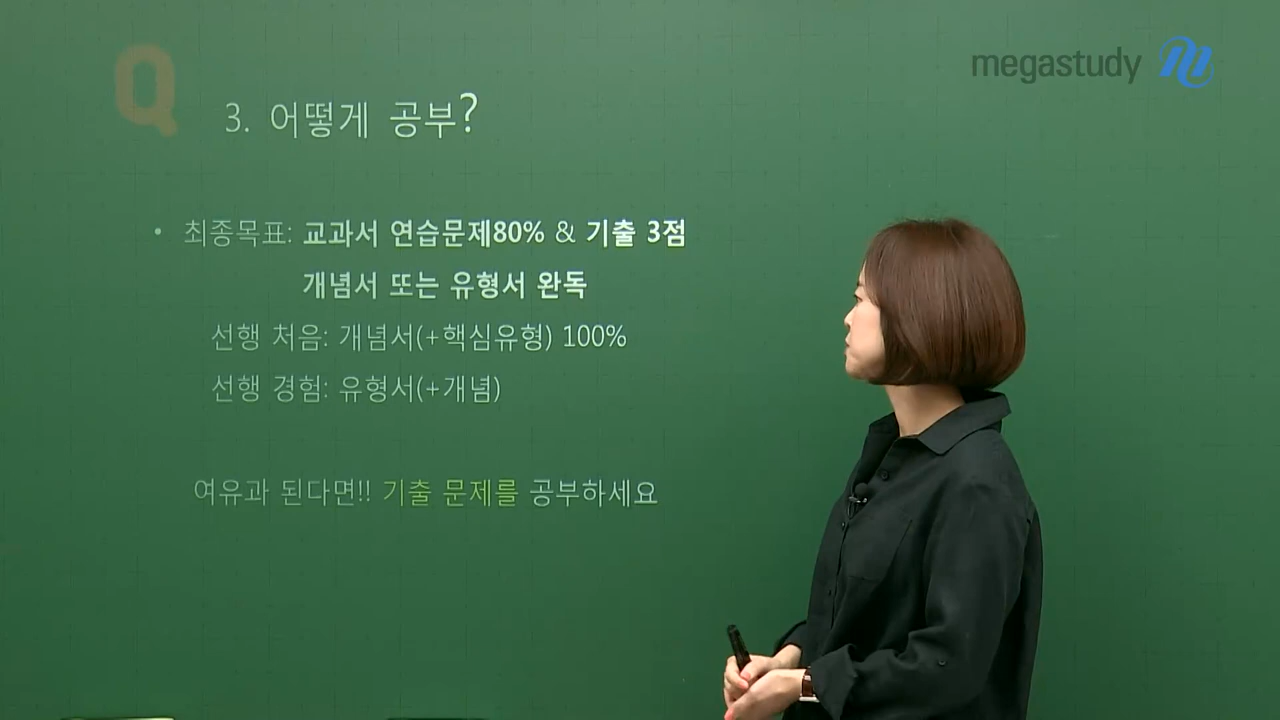 megastudy
Q
3. 어떻게 공부?
• 최종목표: 교과서 연습문제80% & 기출 3점
개념서 또는 유형서 완독
선행 처음: 개념서(+핵심유형) 100%
선행 경험: 유형서(+개념)
여유과 된다면!! 기출 문제를 공부하세요